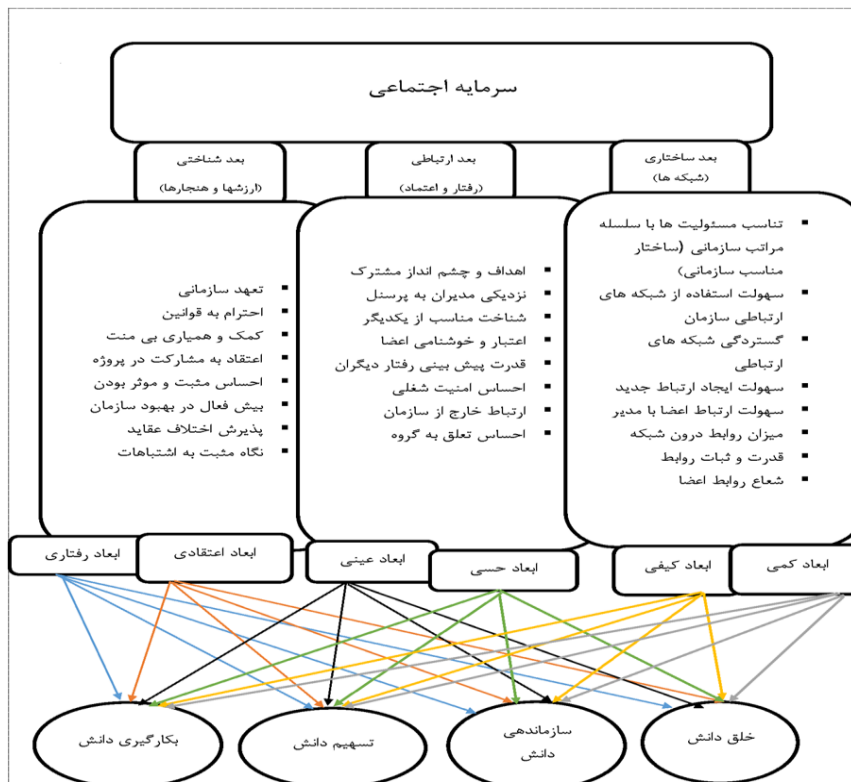 سرمایه اجتماعی
بعد ساختاری
(شبکه ها)
بعد ارتباطی
(رفتار و اعتماد)
بعد شناختی
(ارزشها و هنجارها)
تناسب مسئولیت ها با سلسله
مراتب سازمانی (ساختار
مناسب سازمانی)
سهولت استفاده از شبکه های
ارتباطی سازمان
گستردگی شبکه های
ارتباطی
سهولت ایجاد ارتباط جدید
سهولت ارتباط اعضا با مدیر
میزان روابط درون شبکه
قدرت و ثبات روابط
شعاع روابط اعضا
اهداف و چشم انداز مشترک
نزدیکی مدیران به پرسنل
شناخت مناسب از یکدیگر
اعتبار و خوشنامی اعضا
قدرت پیش بینی رفتار دیگران
احساس امنیت شغلی
ارتباط خارج از سازمان
احساس تعلق به گروه
تعهد سازمانی
احترام به قوانین
کمک و همیاری بی منت
اعتقاد به مشارکت در پروژه
احساس مثبت و موثر بودن
بیش فعال در بهبود سازمان
پذیرش اختلاف عقاید
نگاه مثبت به اشتباهات
ابعاد کمی
ابعاد کیفی
ابعاد حسی
ابعاد عینی
ابعاد اعتقادی
ابعاد رفتاری
خلق دانش
سازماندهی
دانش
تسهیم دانش
بکارگیری دانش